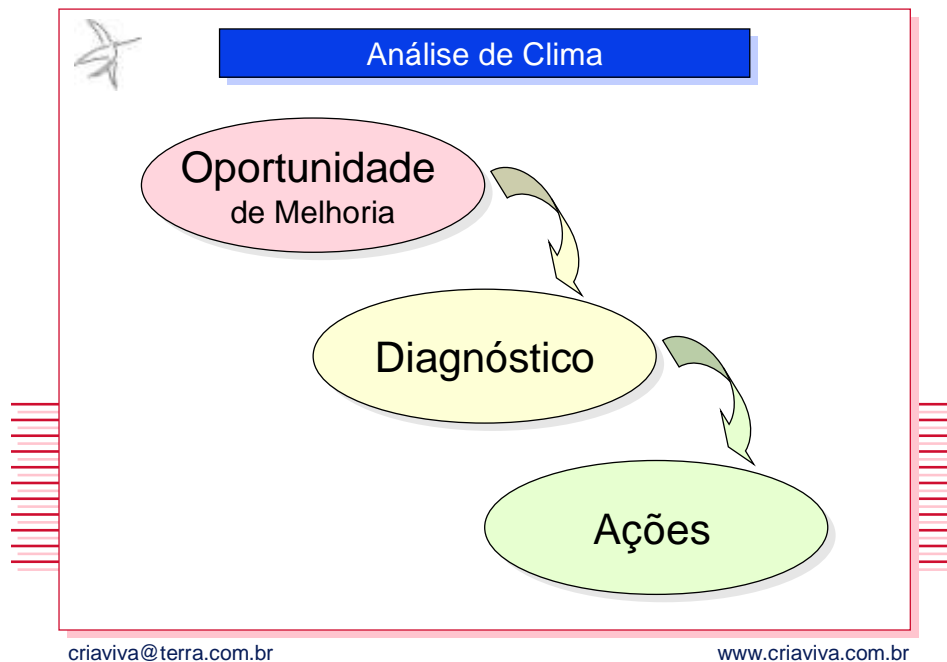 Análise de Clima
Oportunidade
de Melhoria
Diagnóstico
Ações
criaviva@terra.com.br
www.criaviva.com.br